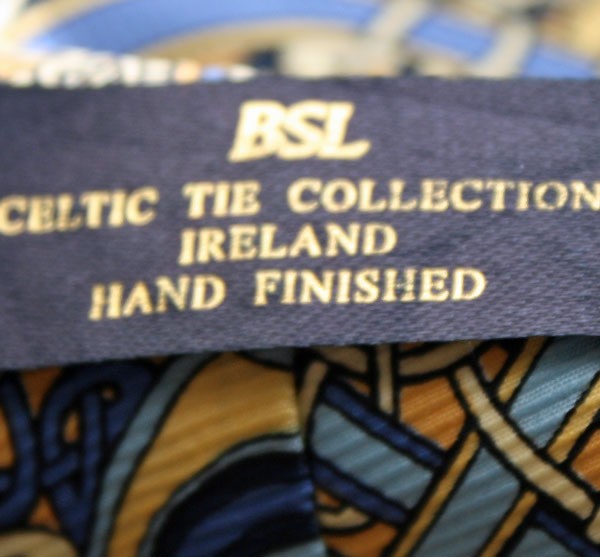 BSL
CELTIC TIE COLLECTION
IRELAND
HAND FINISHED